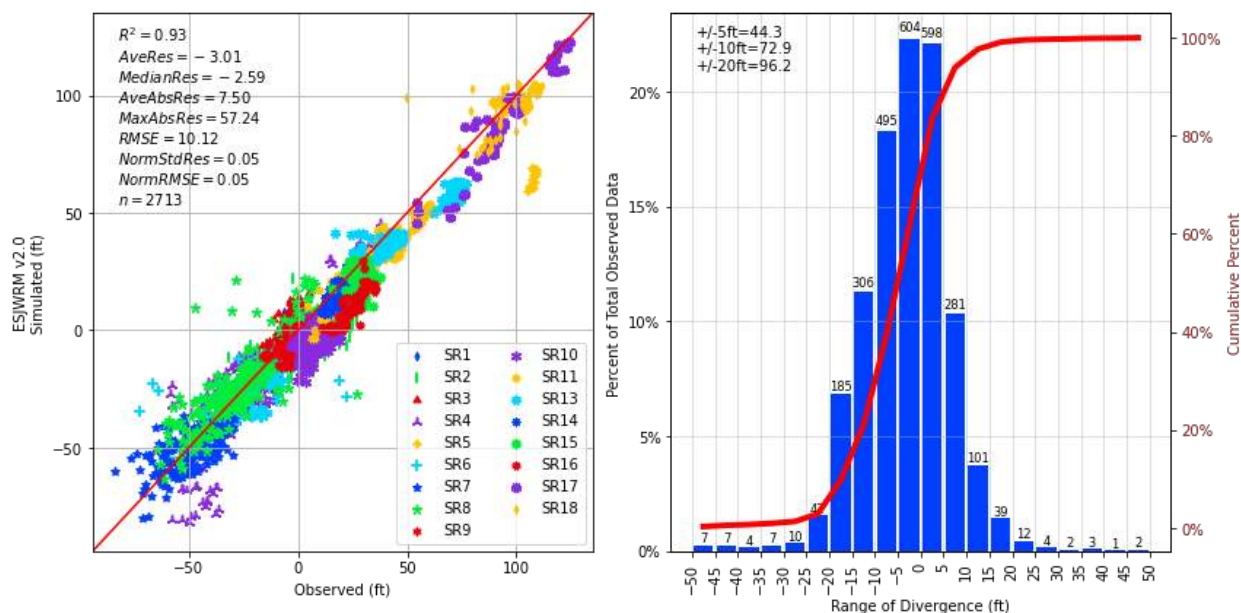 R² = 0.93
AveRes = −3.01
MedianRes = −2.59
AveAbsRes = 7.50
MaxAbsRes = 57.24
RMSE = 10.12
NormStdRes = 0.05
NormRMSE = 0.05
n = 2713
100
50
0
−50
ESJWRM v2.0
Simulated (ft)
−50 0 50 100
Observed (ft)
SR1
SR2
SR3
SR4
SR5
SR6
SR7
SR8
SR9
SR10
SR11
SR13
SR14
SR15
SR16
SR17
SR18
+/-5ft=44.3
+/-10ft=72.9
+/-20ft=96.2
20%
15%
10%
5%
0%
Percent of Total Observed Data
7 7 4 7 10 185 306 495 604 598 281 101 39 12 4 2 3 1 2
100%
80%
60%
40%
20%
0%
Cumulative Percent
-50 -45 -40 -35 -30 -25 -20 -15 -10 -5 0 5 10 15 20 25 30 35 40 45 50
Range of Divergence (ft)